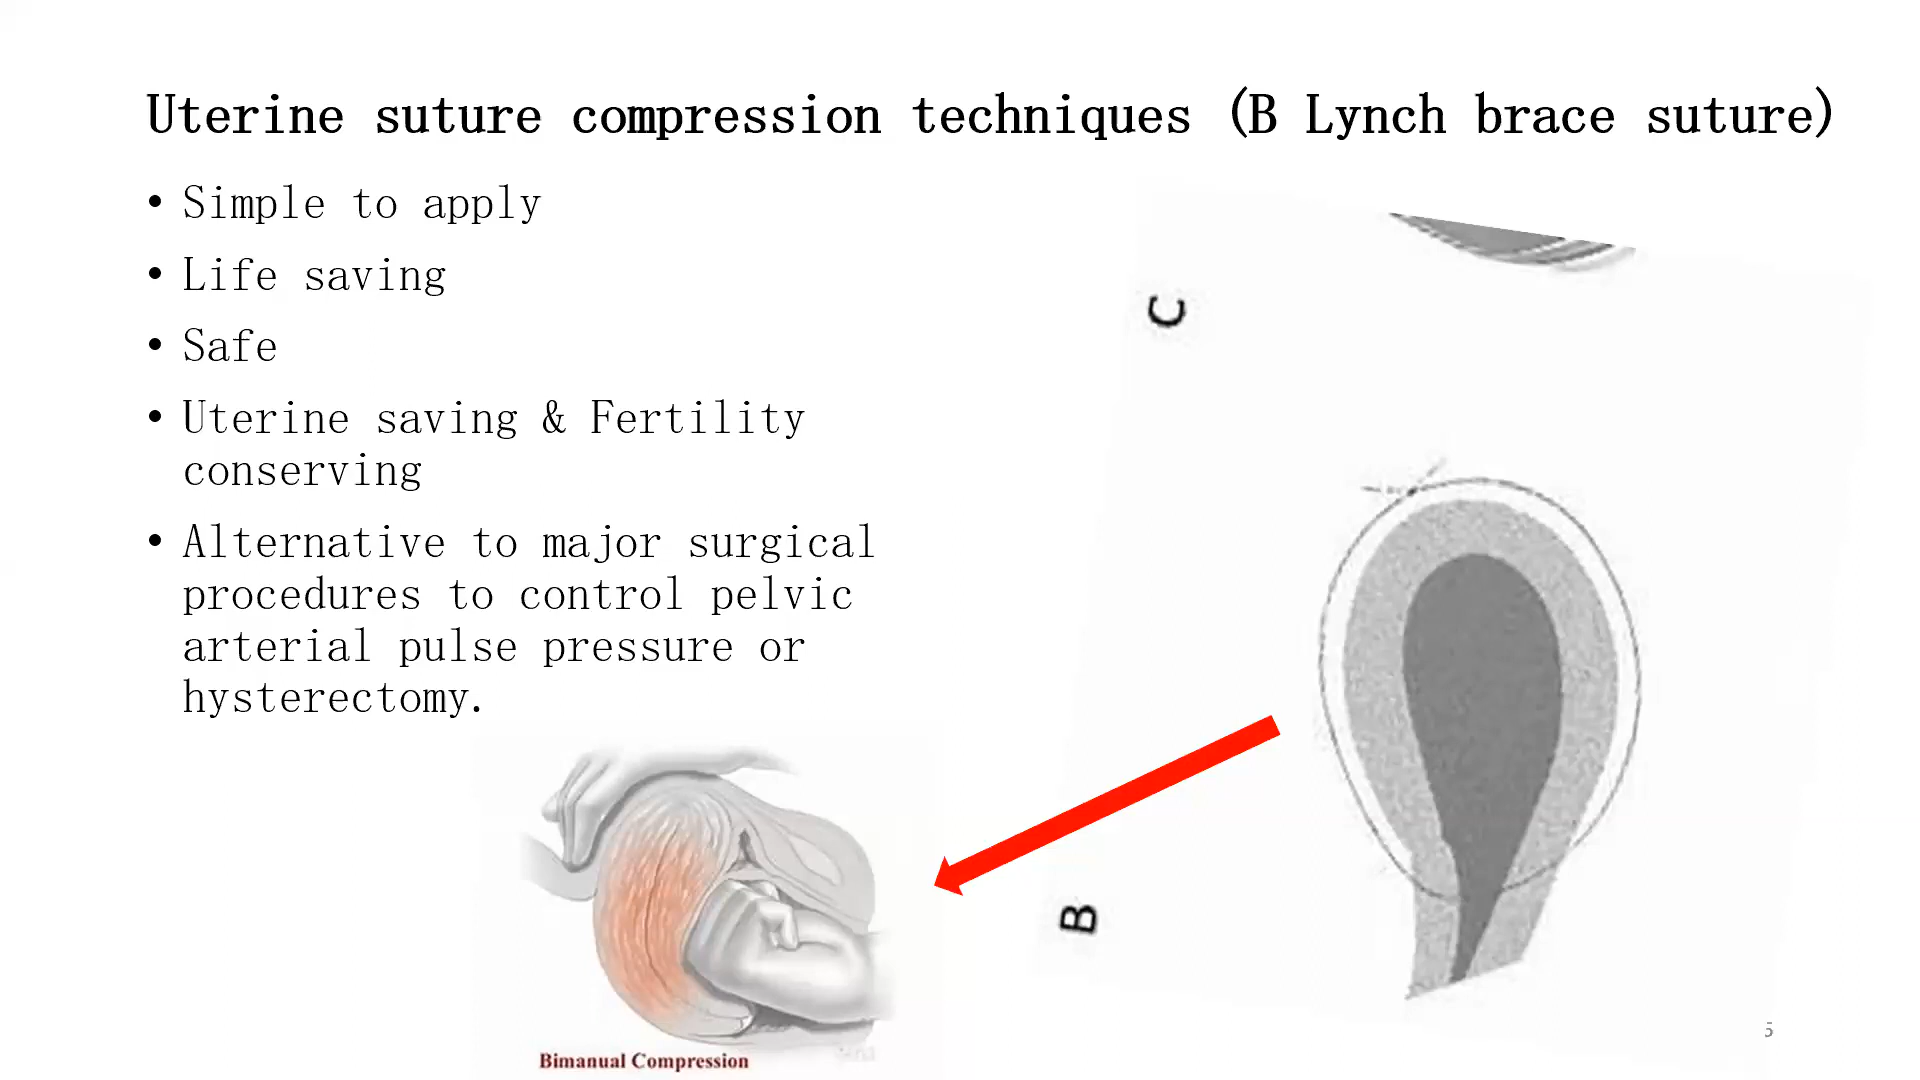 Uterine suture compression techniques (B Lynch brace suture)
• Simple to apply
• Life saving
• Safe
• Uterine saving & Fertility
conserving
• Alternative to major surgical
procedures to control pelvic
arterial pulse pressure or
hysterectomy.
C
B
Bimanual Compression
5